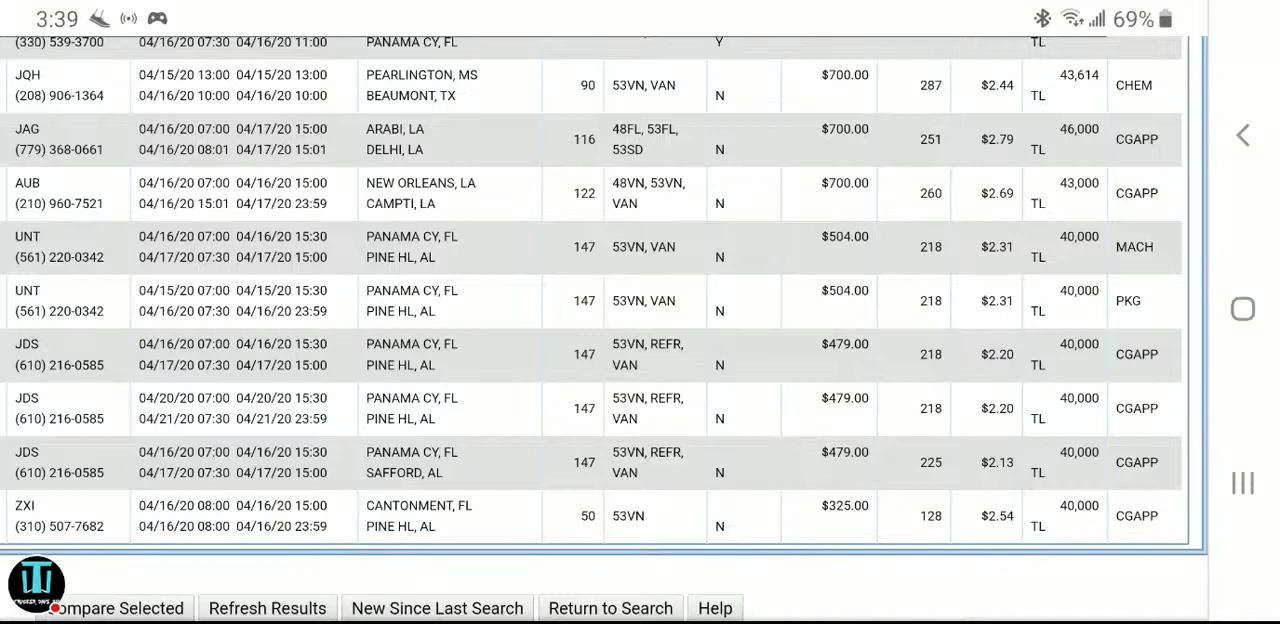 3:39 69%
(330) 539-3700 04/16/20 07:30 04/16/20 11:00 PANAMA CY, FL Y TL
JQH 04/15/20 13:00 04/15/20 13:00 PEARLINGTON, MS 90 53VN, VAN $700.00 287 $2.44 43,614 CHEM
(208) 906-1364 04/16/20 10:00 04/16/20 10:00 BEAUMONT, TX N TL
JAG 04/16/20 07:00 04/17/20 15:00 ARABI, LA 116 48FL, 53FL, $700.00 251 $2.79 46,000 CGAPP
(779) 368-0661 04/16/20 08:01 04/17/20 15:01 DELHI, LA 53SD N TL
AUB 04/16/20 07:00 04/16/20 15:00 NEW ORLEANS, LA 122 48VN, 53VN, $700.00 260 $2.69 43,000 CGAPP
(210) 960-7521 04/16/20 15:01 04/17/20 23:59 CAMPTI, LA VAN N TL
UNT 04/16/20 07:00 04/16/20 15:30 PANAMA CY, FL 147 53VN, VAN $504.00 218 $2.31 40,000 MACH
(561) 220-0342 04/17/20 07:30 04/17/20 15:00 PINE HL, AL N TL
UNT 04/15/20 07:00 04/15/20 15:30 PANAMA CY, FL 147 53VN, VAN $504.00 218 $2.31 40,000 PKG
(561) 220-0342 04/16/20 07:30 04/16/20 23:59 PINE HL, AL N TL
JDS 04/16/20 07:00 04/16/20 15:30 PANAMA CY, FL 147 53VN, REFR, $479.00 218 $2.20 40,000 CGAPP
(610) 216-0585 04/17/20 07:30 04/17/20 15:00 PINE HL, AL VAN N TL
JDS 04/20/20 07:00 04/20/20 15:30 PANAMA CY, FL 147 53VN, REFR, $479.00 218 $2.20 40,000 CGAPP
(610) 216-0585 04/21/20 07:30 04/21/20 23:59 PINE HL, AL VAN N TL
JDS 04/16/20 07:00 04/16/20 15:30 PANAMA CY, FL 147 53VN, REFR, $479.00 225 $2.13 40,000 CGAPP
(610) 216-0585 04/17/20 07:30 04/17/20 15:00 SAFFORD, AL VAN N TL
ZXI 04/16/20 08:00 04/16/20 15:00 CANTONMENT, FL 50 53VN $325.00 128 $2.54 40,000 CGAPP
(310) 507-7682 04/16/20 08:00 04/16/20 23:59 PINE HL, AL N TL
ompare Selected Refresh Results New Since Last Search Return to Search Help